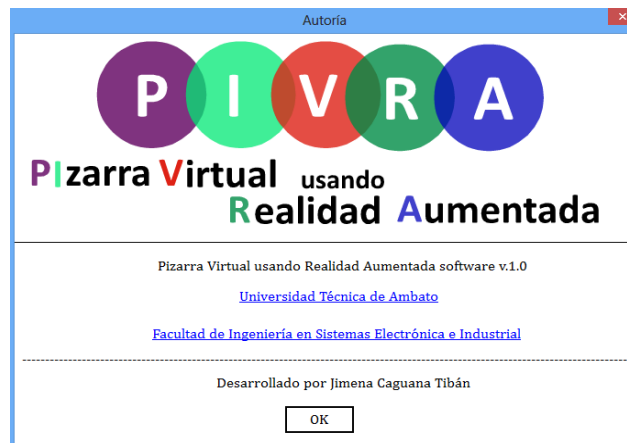 Autoría
PIVRA
PIzarra Virtual usando
Realidad Aumentada
Pizarra Virtual usando Realidad Aumentada software v.1.0
Universidad Técnica de Ambato
Facultad de Ingeniería en Sistemas Electrónica e Industrial
Desarrollado por Jimena Caguana Tibán
OK